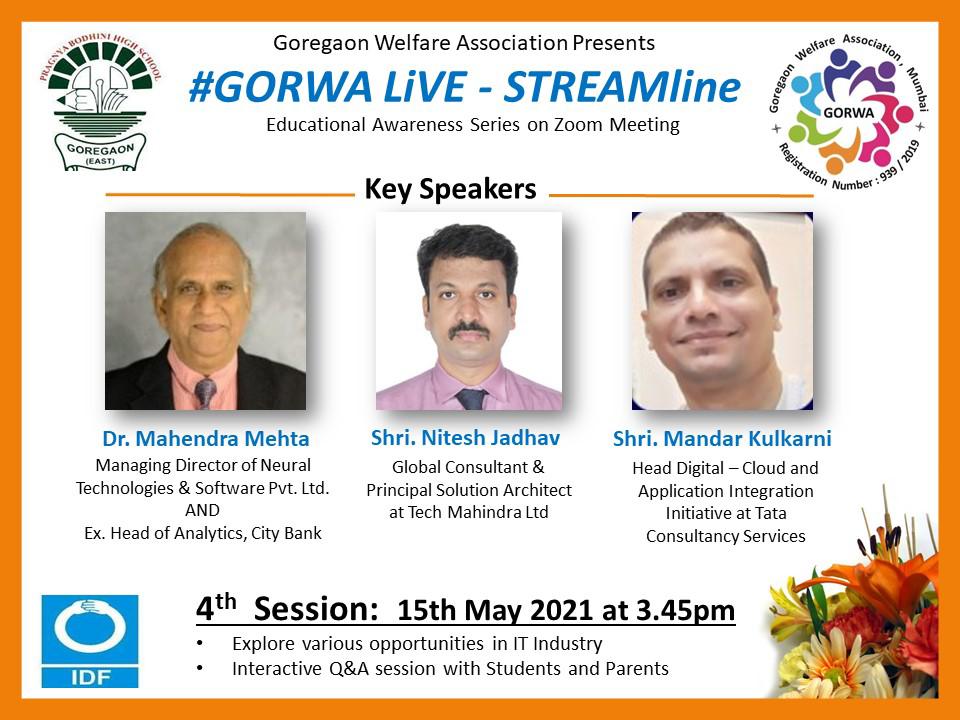 Goregaon Welfare Association Presents
#GORWA LiVE - STREAMline
Educational Awareness Series on Zoom Meeting
PRAGNYA BODHINI HIGH SCHOOL
GOREGAON
(EAST)
Goregaon Welfare Association, Mumbai
GORWA
Registration Number : 939 / 2019
Key Speakers
Dr. Mahendra Mehta
Managing Director of Neural
Technologies & Software Pvt. Ltd.
AND
Ex. Head of Analytics, City Bank
Shri. Nitesh Jadhav
Global Consultant &
Principal Solution Architect
at Tech Mahindra Ltd
Shri. Mandar Kulkarni
Head Digital – Cloud and
Application Integration
Initiative at Tata
Consultancy Services
4th Session: 15th May 2021 at 3.45pm
• Explore various opportunities in IT Industry
• Interactive Q&A session with Students and Parents
IDF